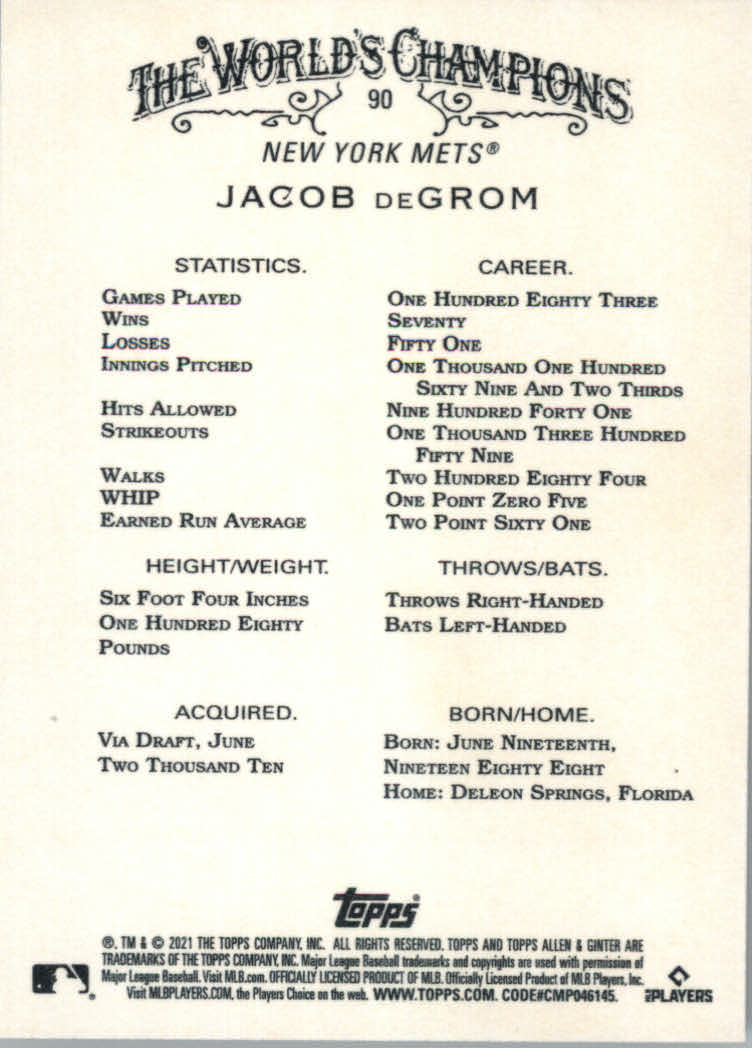 THE WORLD'S CHAMPIONS
90
NEW YORK METS®
JACOB DEGROM
STATISTICS.
CAREER.
GAMES PLAYED
ONE HUNDRED EIGHTY THREE
WINS
SEVENTY
LOSSES
FIFTY ONE
INNINGS PITCHED
ONE THOUSAND ONE HUNDRED
SIXTY NINE AND TWO THIRDS
HITS ALLOWED
NINE HUNDRED FORTY ONE
STRIKEOUTS
ONE THOUSAND THREE HUNDRED
FIFTY NINE
WALKS
TWO HUNDRED EIGHTY FOUR
WHIP
ONE POINT ZERO FIVE
EARNED RUN AVERAGE
TWO POINT SIXTY ONE
HEIGHT/WEIGHT.
SIX FOOT FOUR INCHES
ONE HUNDRED EIGHTY
POUNDS
THROWS/BATS.
THROWS RIGHT-HANDED
BATS LEFT-HANDED
ACQUIRED.
VIA DRAFT, JUNE
TWO THOUSAND TEN
BORN/HOME.
BORN: JUNE NINETEENTH,
NINETEEN EIGHTY EIGHT
HOME: DELEON SPRINGS, FLORIDA
topps®
®, TM & © 2021 THE TOPPS COMPANY, INC. ALL RIGHTS RESERVED. TOPPS AND TOPPS ALLEN & GINTER ARE
TRADEMARKS OF THE TOPPS COMPANY, INC. Major League Baseball trademarks and copyrights are used with permission of
Major League Baseball. Visit MLB.com. OFFICIALLY LICENSED PRODUCT OF MLB. Officially Licensed Product of MLB Players, Inc.
Visit MLBPLAYERS.COM, the Players Choice on the web. WWW.TOPPS.COM. CODE#CMP046145.
PLAYERS